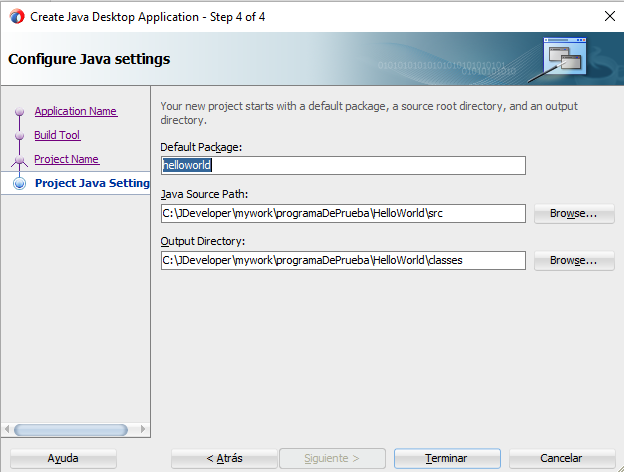 Create Java Desktop Application - Step 4 of 4
Configure Java settings
Application Name
Build Tool
Project Name
Project Java Setting
Your new project starts with a default package, a source root directory, and an output
directory.
Default Package:
helloworld
Java Source Path:
C:\JDeveloper\mywork\programaDePrueba\HelloWorld\src
Browse...
Output Directory:
C:\JDeveloper\mywork\programaDePrueba\HelloWorld\classes
Browse...
Ayuda
< Atrás
Siguiente >
Terminar
Cancelar